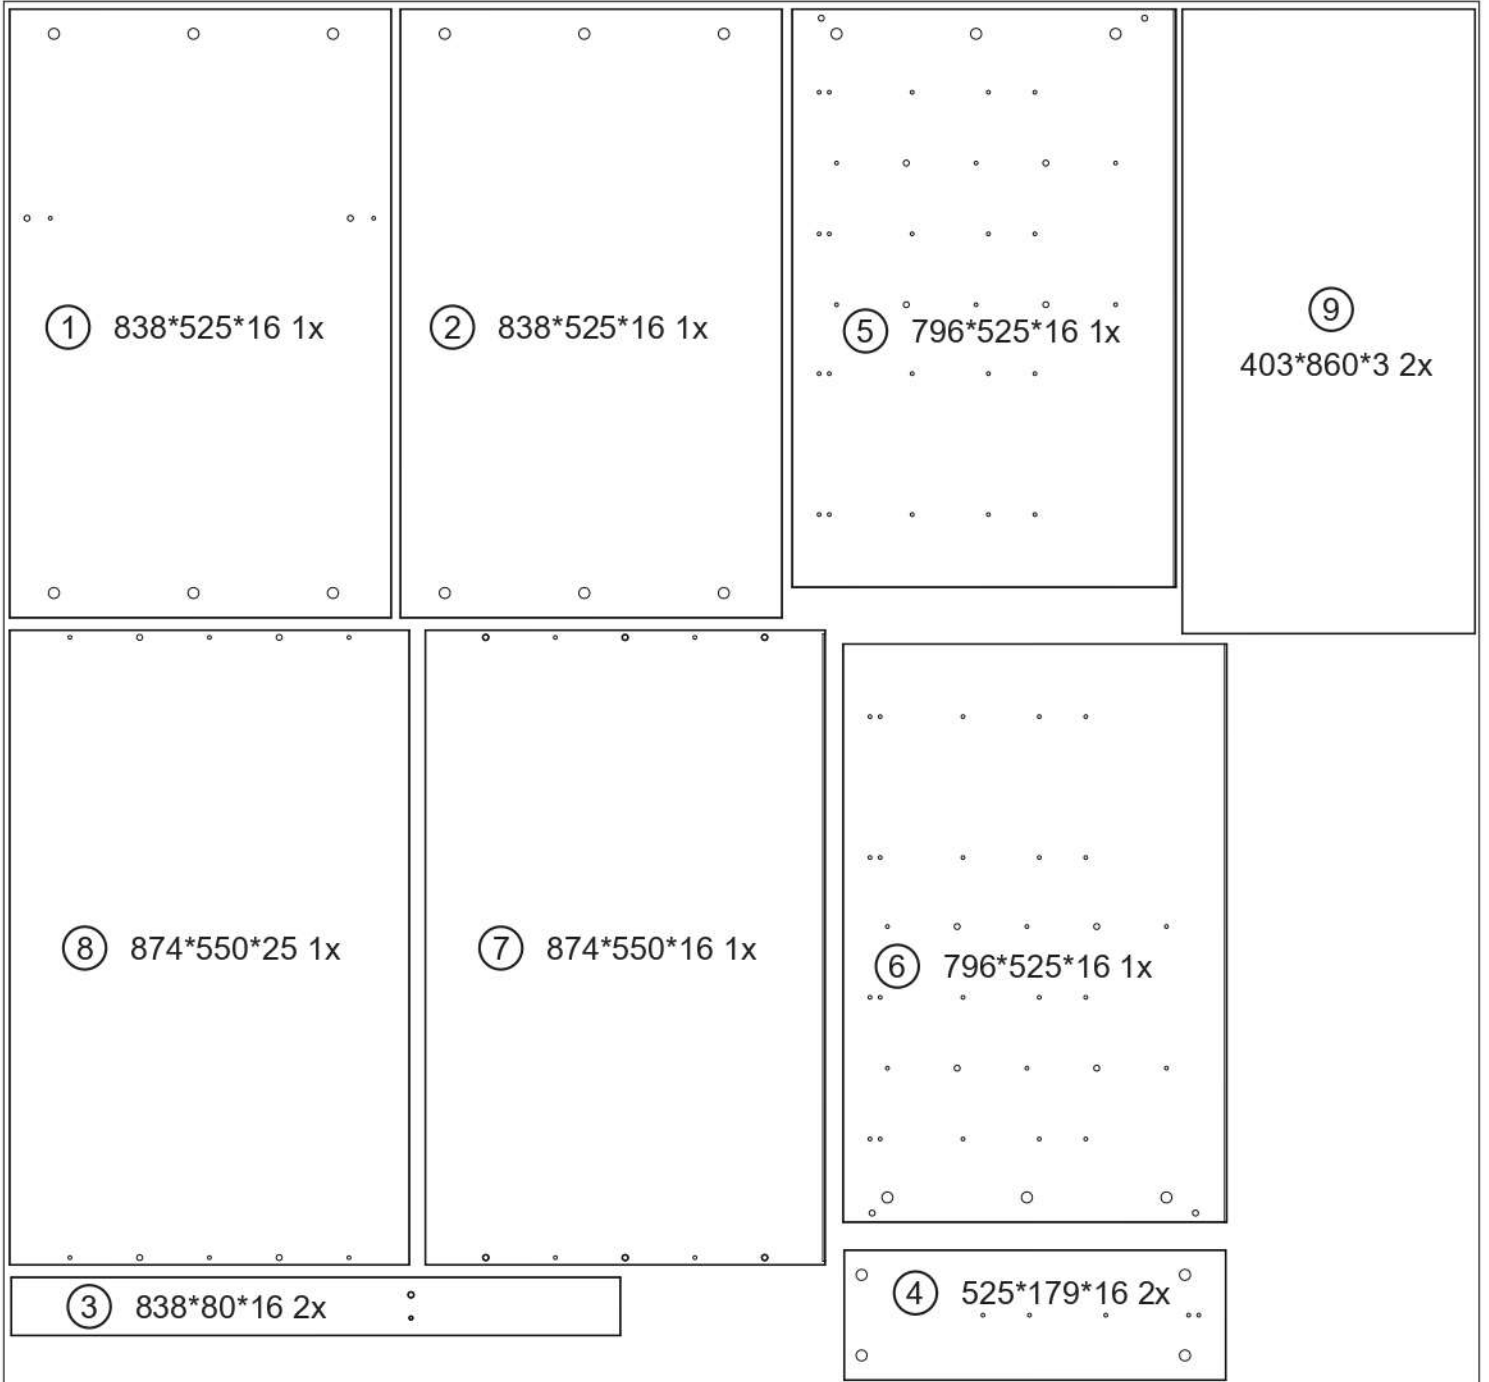 ① 838*525*16 1x
② 838*525*16 1x
⑤ 796*525*16 1x
⑨
403*860*3 2x
⑧ 874*550*25 1x
⑦ 874*550*16 1x
⑥ 796*525*16 1x
③ 838*80*16 2x
④ 525*179*16 2x